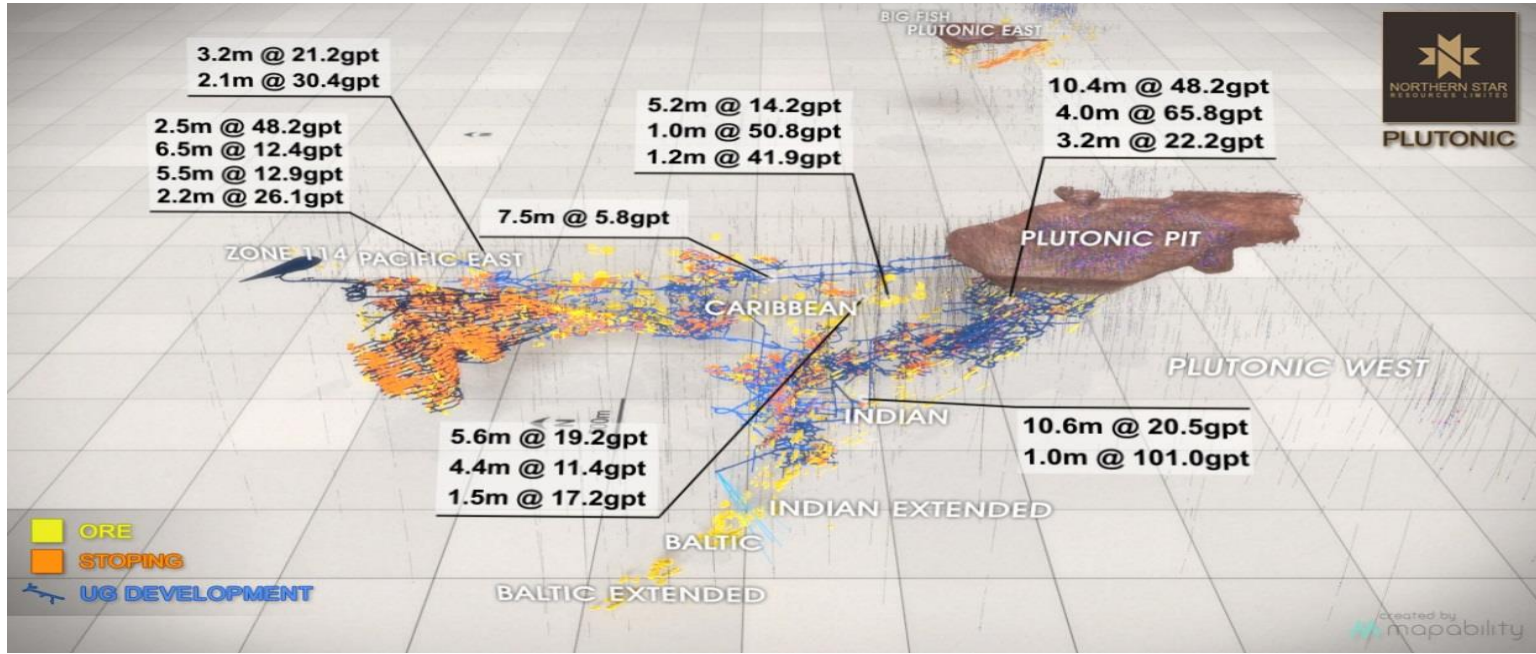 BIG FISH
PLUTONIC EAST
NORTHERN STAR
RESOURCES LIMITED
PLUTONIC
3.2m @ 21.2gpt
2.1m @ 30.4gpt
2.5m @ 48.2gpt
6.5m @ 12.4gpt
5.5m @ 12.9gpt
2.2m @ 26.1gpt
5.2m @ 14.2gpt
1.0m @ 50.8gpt
1.2m @ 41.9gpt
10.4m @ 48.2gpt
4.0m @ 65.8gpt
3.2m @ 22.2gpt
7.5m @ 5.8gpt
ZONE 114
PACIFIC EAST
PLUTONIC PIT
CARIBBEAN
PLUTONIC WEST
INDIAN
5.6m @ 19.2gpt
4.4m @ 11.4gpt
1.5m @ 17.2gpt
10.6m @ 20.5gpt
1.0m @ 101.0gpt
INDIAN EXTENDED
BALTIC
BALTIC EXTENDED
ORE
STOPING
UG DEVELOPMENT
created by
mapability